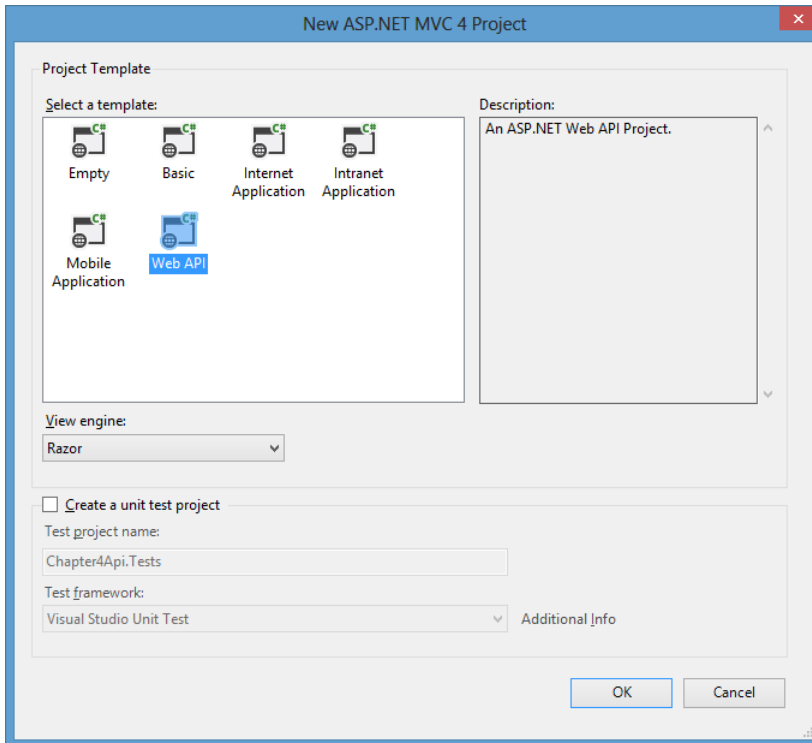 New ASP.NET MVC 4 Project
Project Template
Select a template:
Description:
C#
C#
C#
C#
An ASP.NET Web API Project.
Empty
Basic
Internet
Application
Intranet
Application
C#
C#
Mobile
Application
Web API
View engine:
Razor
Create a unit test project
Test project name:
Chapter4Api.Tests
Test framework:
Visual Studio Unit Test
Additional Info
OK
Cancel